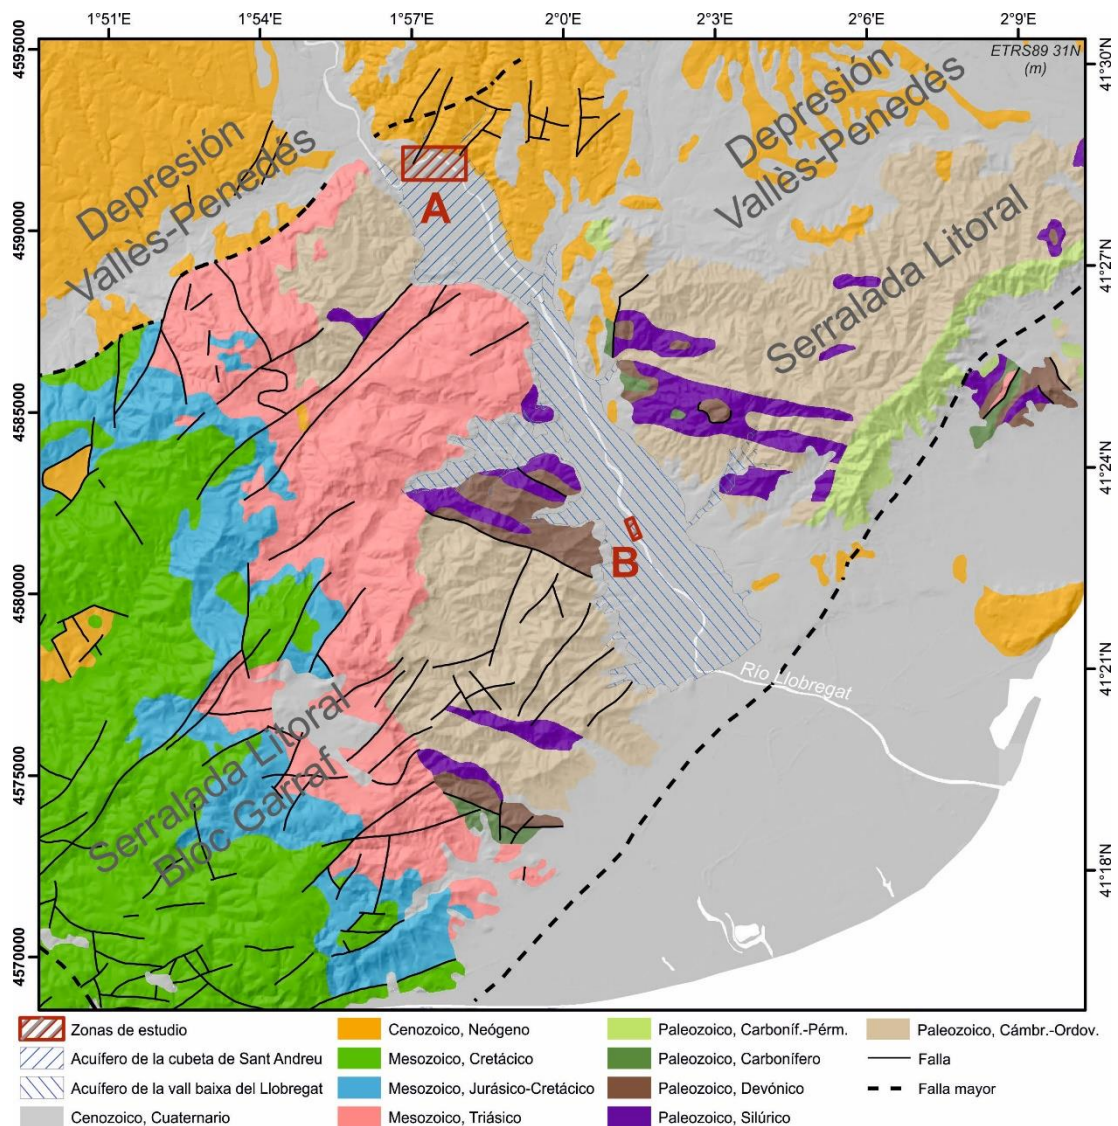 1°51'E 1°54'E 1°57'E 2°0'E 2°3'E 2°6'E 2°9'E
ETRS89 31N
(m)
4595000
4590000
4585000
4580000
4575000
4570000
41°30'N
41°27'N
41°24'N
41°21'N
41°18'N
Depresión
Vallès-Penedés
Depresión
Vallès-Penedés
A
Serralada Litoral
B
Río Llobregat
Serralada Litoral
Bloc Garraf
Zonas de estudio
Acuífero de la cubeta de Sant Andreu
Acuífero de la vall baixa del Llobregat
Cenozoico, Cuaternario
Cenozoico, Neógeno
Mesozoico, Cretácico
Mesozoico, Jurásico-Cretácico
Mesozoico, Triásico
Paleozoico, Carboníf.-Pérm.
Paleozoico, Carbonífero
Paleozoico, Devónico
Paleozoico, Silúrico
Paleozoico, Cámbr.-Ordov.
Falla
Falla mayor